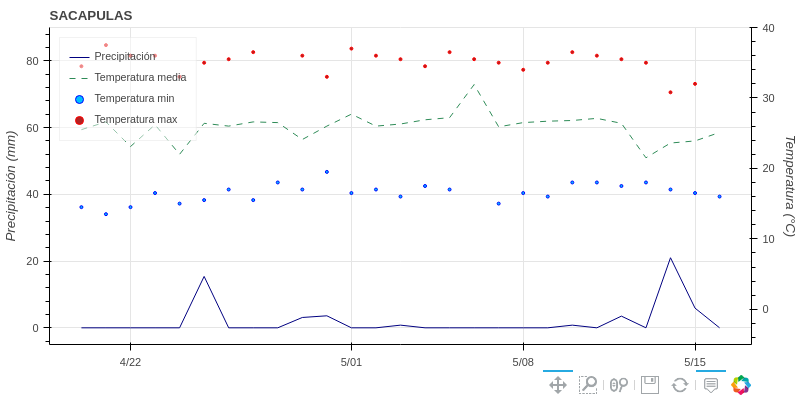 SACAPULAS
Precipitación
Temperatura media
Temperatura min
Temperatura max
Precipitación (mm)
80
60
40
20
0
Temperatura (°C)
40
30
20
10
0
4/22
5/01
5/08
5/15